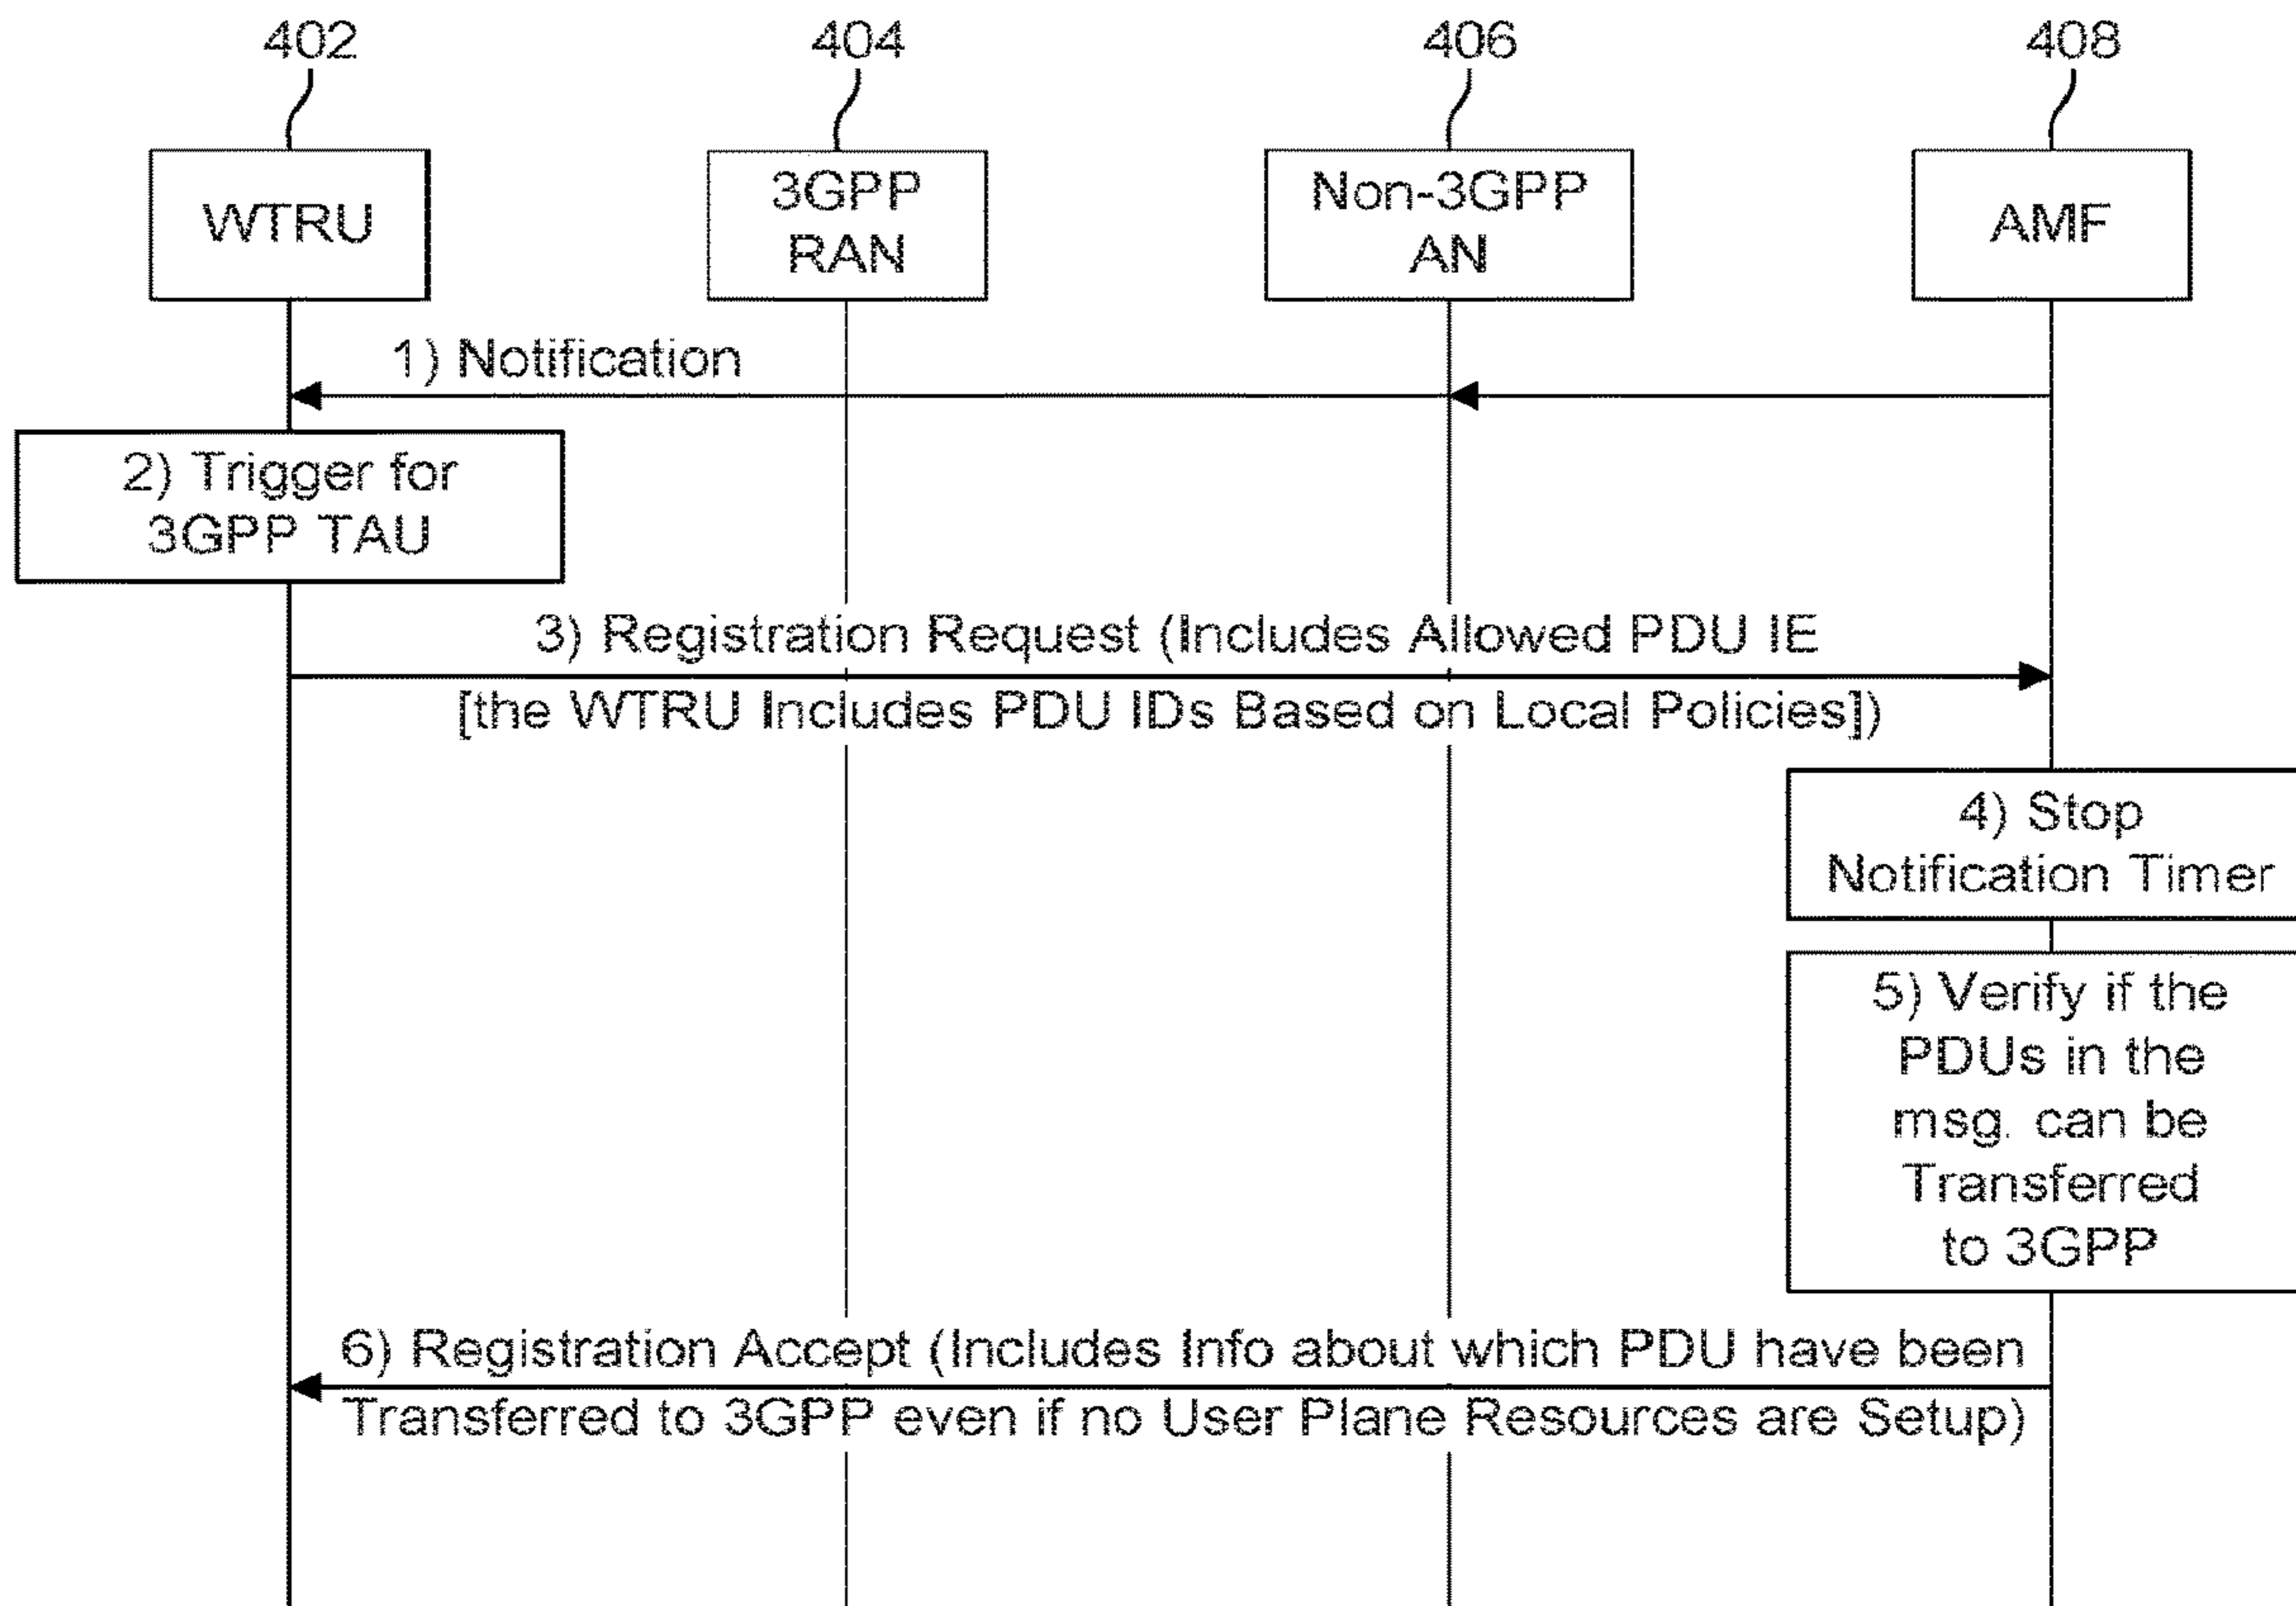 402
404
406
408
WTRU
3GPP
RAN
Non-3GPP
AN
AMF
1) Notification
2) Trigger for
3GPP TAU
3) Registration Request (Includes Allowed PDU IE
[the WTRU Includes PDU IDs Based on Local Policies])
4) Stop
Notification Timer
5) Verify if the
PDUs in the
msg. can be
Transferred
to 3GPP
6) Registration Accept (Includes Info about which PDU have been
Transferred to 3GPP even if no User Plane Resources are Setup)